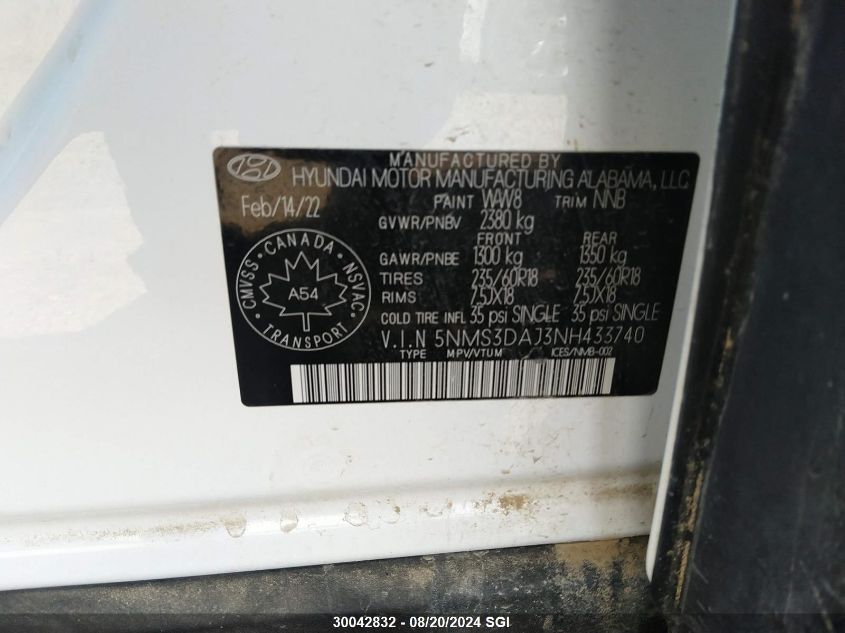 MANUFACTURED BY
HYUNDAI MOTOR MANUFACTURING ALABAMA, LLC
Feb/14/22 PAINT WAW8 TRIM NNB
GVWR/PNBV 2380 kg
FRONT REAR
GAWR/PNBE 1300 kg 1350 kg
TIRES 235/60R18 235/60R18
RIMS 7,5JX18 7,5JX18
COLD TIRE INFL 35 psi SINGLE 35 psi SINGLE
V.I.N 5NMS3DAJ3NH433740
TYPE MPV/VTUM ICES/NMB-002
CANADA
CMVSS
NSVAC
A54
30042832 - 08/20/2024 SGI